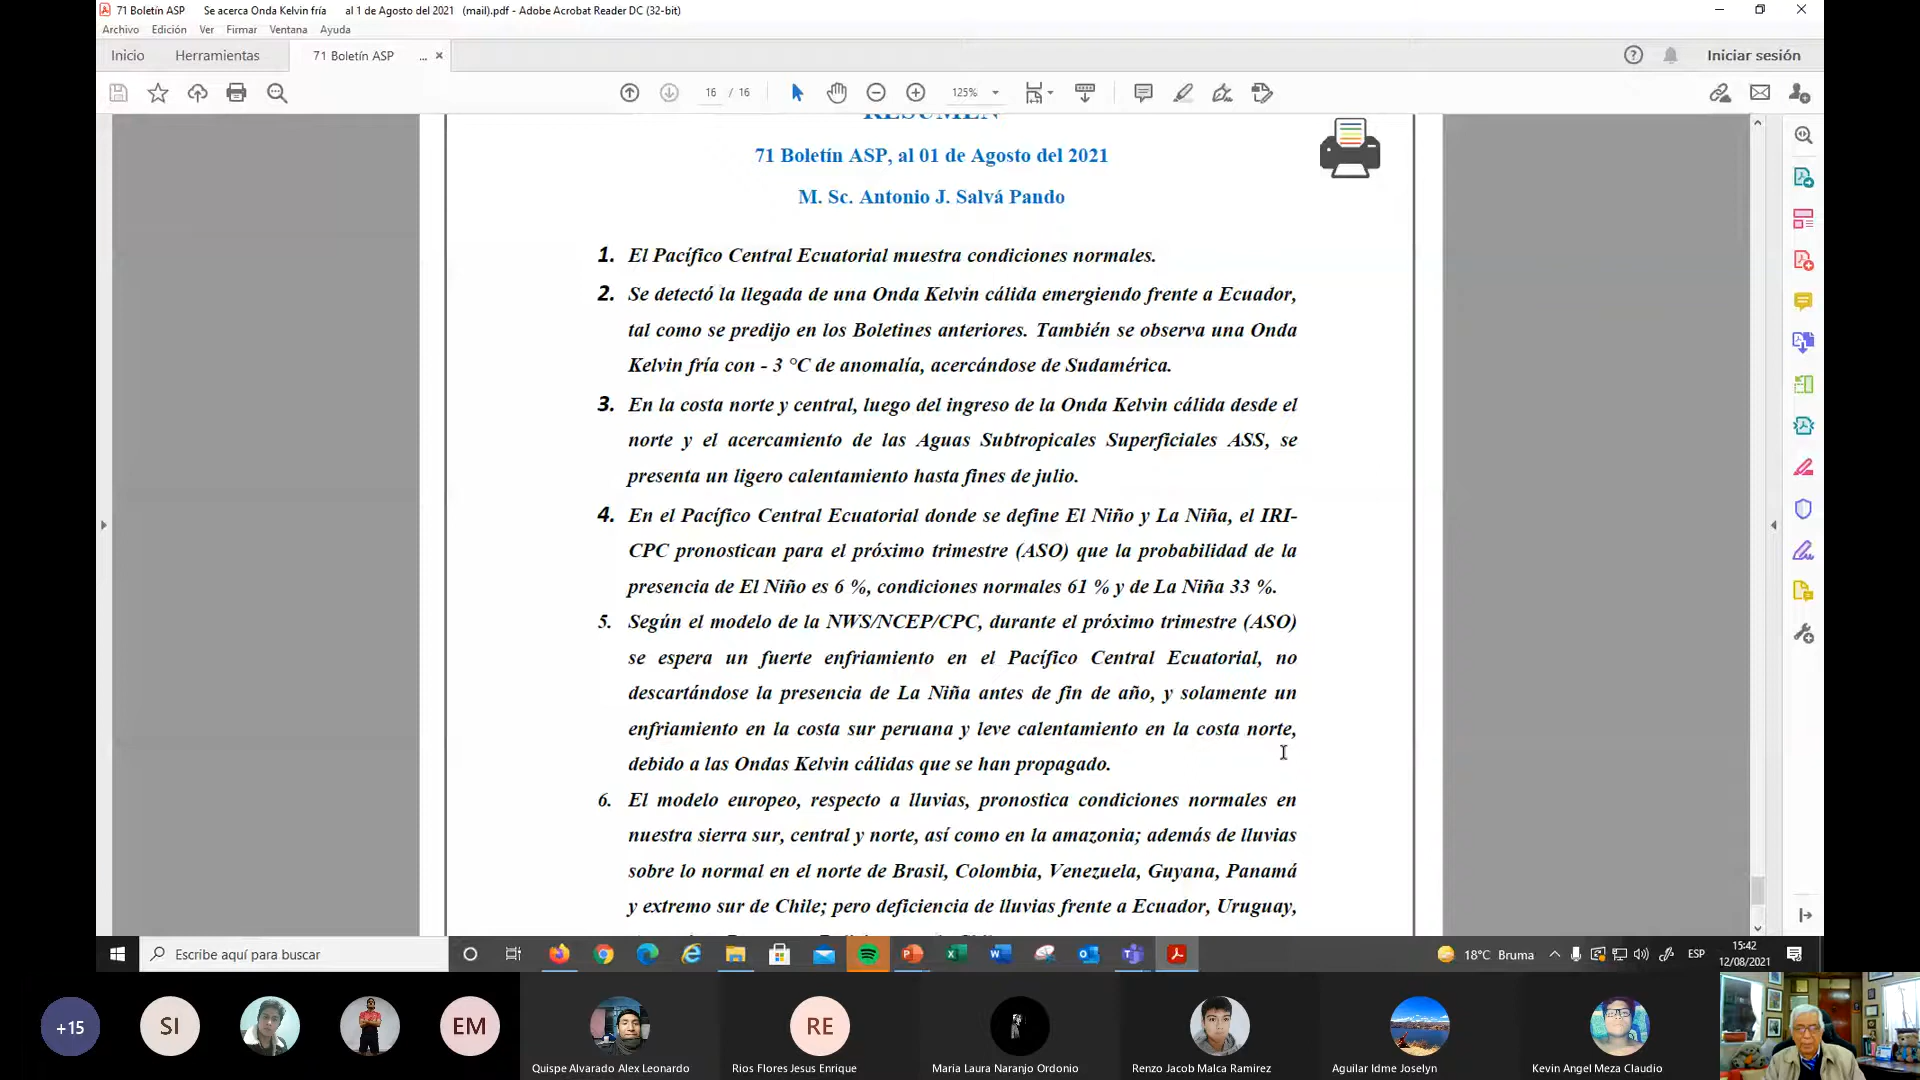 71 Boletín ASP Se acerca Onda Kelvin fría al 1 de Agosto del 2021 (mail).pdf - Adobe Acrobat Reader DC (32-bit)
Archivo Edición Ver Firmar Ventana Ayuda
Inicio Herramientas 71 Boletín ASP ... × Iniciar sesión
16 / 16 125%
RESUMEN
71 Boletín ASP, al 01 de Agosto del 2021
M. Sc. Antonio J. Salvá Pando
1. El Pacífico Central Ecuatorial muestra condiciones normales.
2. Se detectó la llegada de una Onda Kelvin cálida emergiendo frente a Ecuador,
tal como se predijo en los Boletines anteriores. También se observa una Onda
Kelvin fría con - 3 °C de anomalía, acercándose de Sudamérica.
3. En la costa norte y central, luego del ingreso de la Onda Kelvin cálida desde el
norte y el acercamiento de las Aguas Subtropicales Superficiales ASS, se
presenta un ligero calentamiento hasta fines de julio.
4. En el Pacífico Central Ecuatorial donde se define El Niño y La Niña, el IRI-
CPC pronostican para el próximo trimestre (ASO) que la probabilidad de la
presencia de El Niño es 6 %, condiciones normales 61 % y de La Niña 33 %.
5. Según el modelo de la NWS/NCEP/CPC, durante el próximo trimestre (ASO)
se espera un fuerte enfriamiento en el Pacífico Central Ecuatorial, no
descartándose la presencia de La Niña antes de fin de año, y solamente un
enfriamiento en la costa sur peruana y leve calentamiento en la costa norte,
debido a las Ondas Kelvin cálidas que se han propagado.
6. El modelo europeo, respecto a lluvias, pronostica condiciones normales en
nuestra sierra sur, central y norte, así como en la amazonia; además de lluvias
sobre lo normal en el norte de Brasil, Colombia, Venezuela, Guyana, Panamá
y extremo sur de Chile; pero deficiencia de lluvias frente a Ecuador, Uruguay,
Escribe aquí para buscar
18°C Bruma
ESP
15:42
12/08/2021
+15 SI EM RE
Quispe Alvarado Alex Leonardo
Rios Flores Jesus Enrique
Maria Laura Naranjo Ordonio
Renzo Jacob Malca Ramirez
Aguilar Idme Joselyn
Kevin Angel Meza Claudio